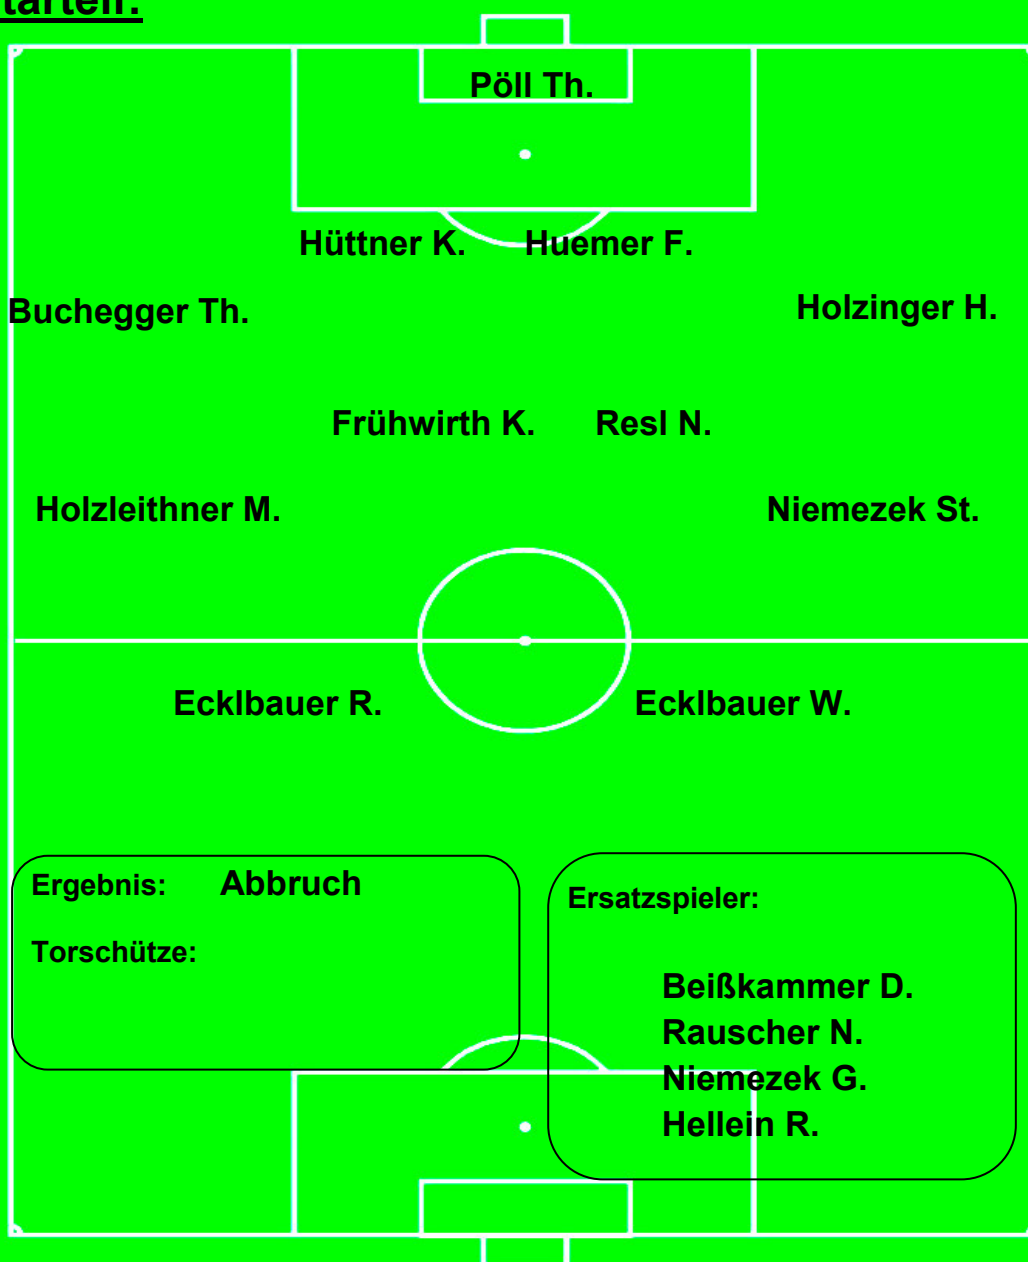 Pöll Th.
Hüttner K. Huemer F.
Buchegger Th. Holzinger H.
Frühwirth K. Resl N.
Holzleithner M. Niemezek St.
Ecklbauer R. Ecklbauer W.
Ergebnis: Abbruch
Torschütze:
Ersatzspieler:
Beißkammer D.
Rauscher N.
Niemezek G.
Hellein R.